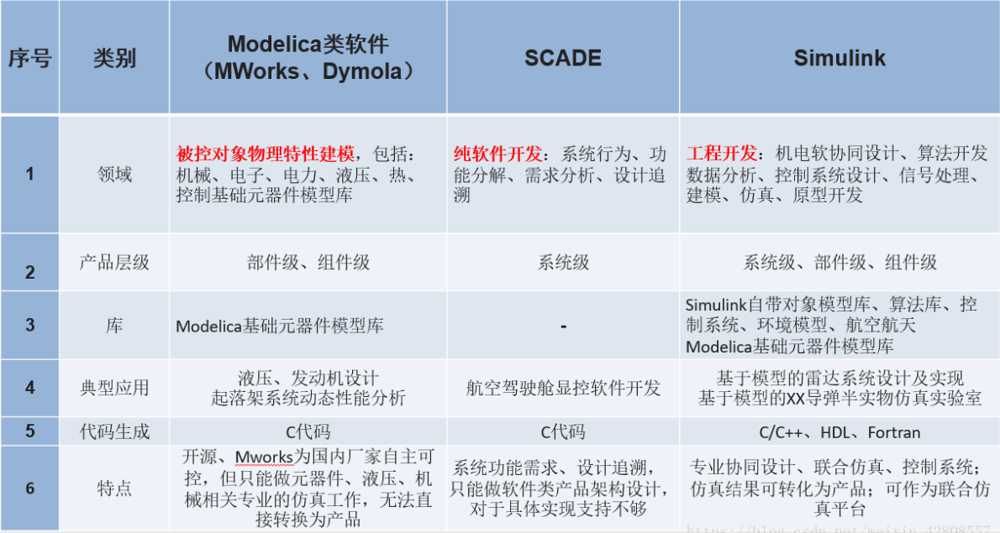 序号
类别
Modelica类软件
（MWorks、Dymola）
SCADE
Simulink
1
领域
被控对象物理特性建模，包括：
机械、电子、电力、液压、热、
控制基础元器件模型库
纯软件开发：系统行为、功
能分解、需求分析、设计追
溯
工程开发：机电软协同设计、算法开发
数据分析、控制系统设计、信号处理、
建模、仿真、原型开发
2
产品层级
部件级、组件级
系统级
系统级、部件级、组件级
3
库
Modelica基础元器件模型库
-
Simulink自带对象模型库、算法库、控
制系统、环境模型、航空航天
Modelica基础元器件模型库
4
典型应用
液压、发动机设计
起落架系统动态性能分析
航空驾驶舱显控软件开发
基于模型的雷达系统设计及实现
基于模型的XX导弹半实物仿真实验室
5
代码生成
C代码
C代码
C/C++、HDL、Fortran
6
特点
开源、Mworks为国内厂家自主可
控，但只能做元器件、液压、机
械相关专业的仿真工作，无法直
接转换为产品
系统功能需求、设计追溯，
只能做软件类产品架构设计，
对于具体实现支持不够
专业协同设计、联合仿真、控制系统；
仿真结果可转化为产品；可作为联合仿
真平台
https://blog.csdn.net/weixin_42808557